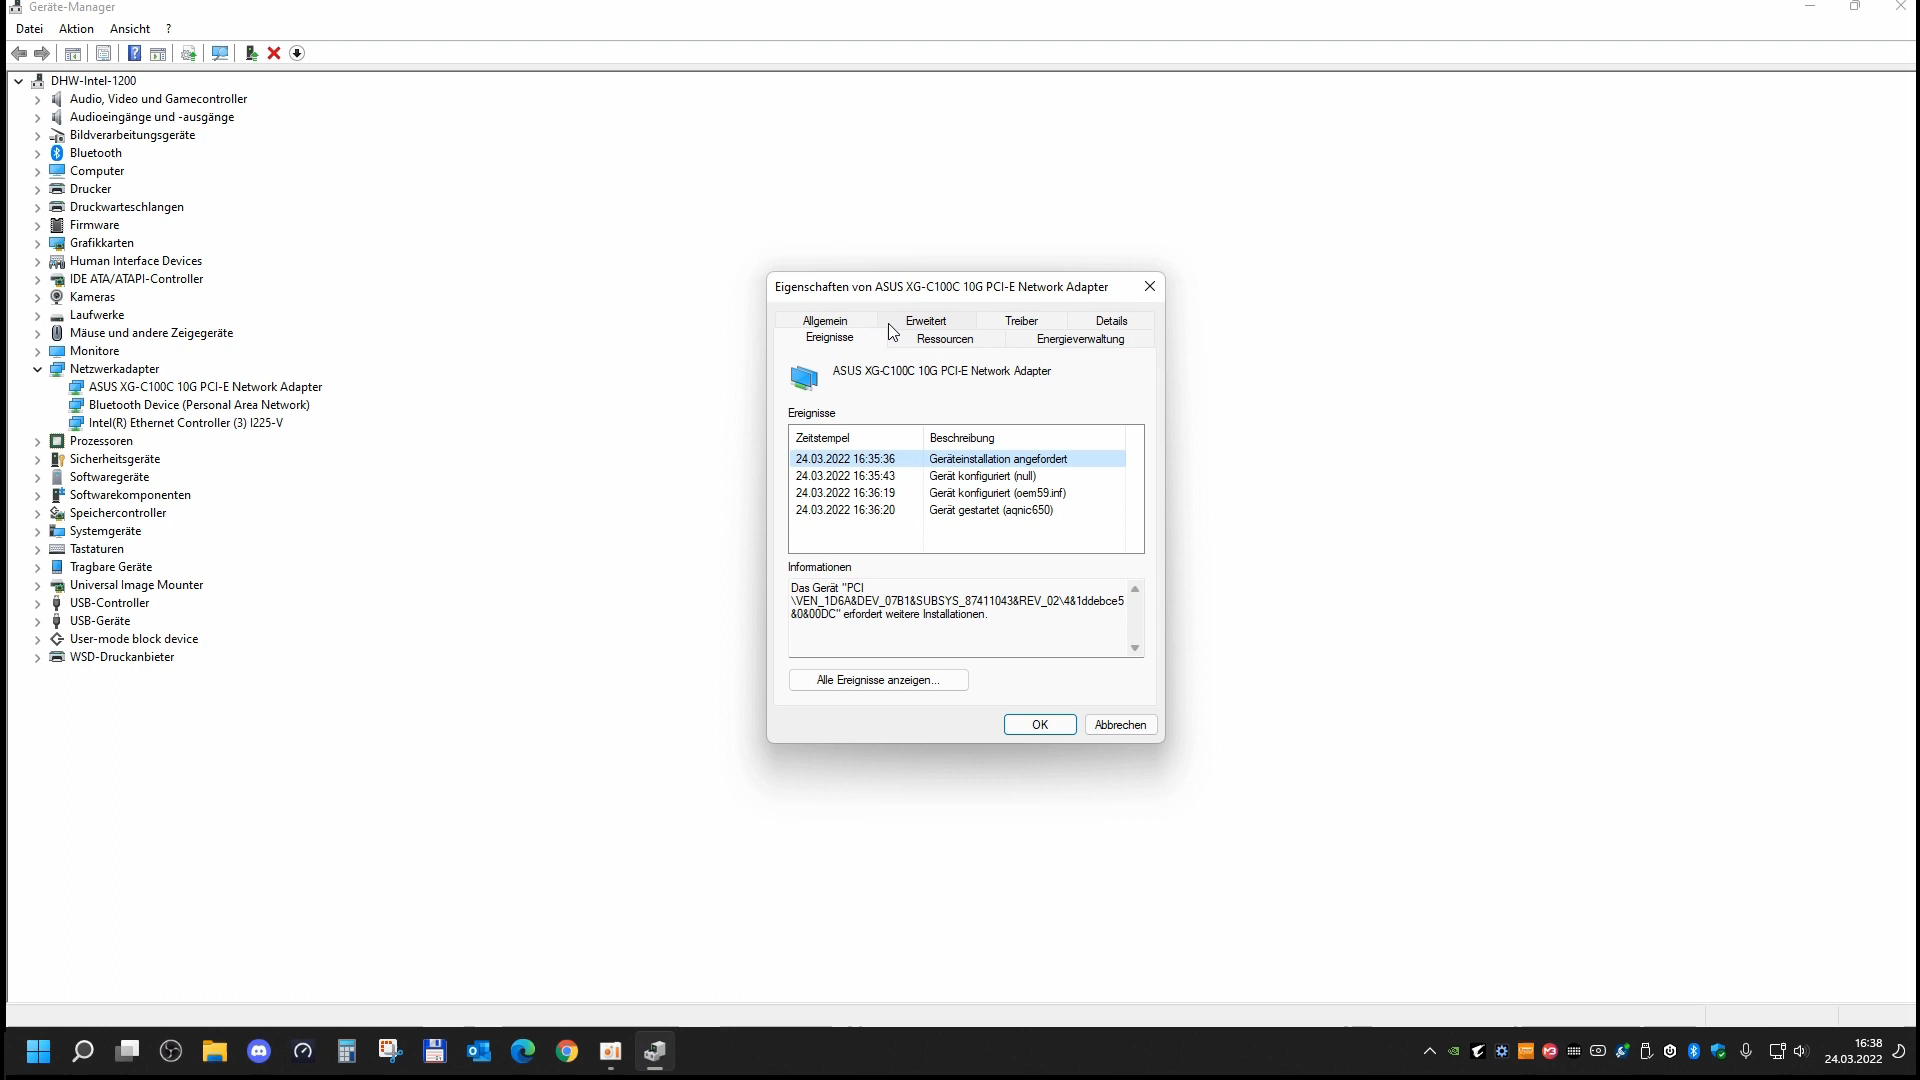 Geräte-Manager
Datei Aktion Ansicht ?
DHW-Intel-1200
Audio, Video und Gamecontroller
Audioeingänge und -ausgänge
Bildverarbeitungsgeräte
Bluetooth
Computer
Drucker
Druckwarteschlangen
Firmware
Grafikkarten
Human Interface Devices
IDE ATA/ATAPI-Controller
Kameras
Laufwerke
Mäuse und andere Zeigegeräte
Monitore
Netzwerkadapter
ASUS XG-C100C 10G PCI-E Network Adapter
Bluetooth Device (Personal Area Network)
Intel(R) Ethernet Controller (3) I225-V
Prozessoren
Sicherheitsgeräte
Softwaregeräte
Softwarekomponenten
Speichercontroller
Systemgeräte
Tastaturen
Tragbare Geräte
Universal Image Mounter
USB-Controller
USB-Geräte
User-mode block device
WSD-Druckanbieter
Eigenschaften von ASUS XG-C100C 10G PCI-E Network Adapter
Allgemein Erweitert Treiber Details
Ereignisse Ressourcen Energieverwaltung
ASUS XG-C100C 10G PCI-E Network Adapter
Ereignisse
Zeitstempel Beschreibung
24.03.2022 16:35:36 Geräteinstallation angefordert
24.03.2022 16:35:43 Gerät konfiguriert (null)
24.03.2022 16:36:19 Gerät konfiguriert (oem59.inf)
24.03.2022 16:36:20 Gerät gestartet (aqnic650)
Informationen
Das Gerät "PCI
\VEN_1D6A&DEV_07B1&SUBSYS_87411043&REV_02\4&1ddebce5
&0&00DC" erfordert weitere Installationen.
Alle Ereignisse anzeigen...
OK Abbrechen
16:38
24.03.2022